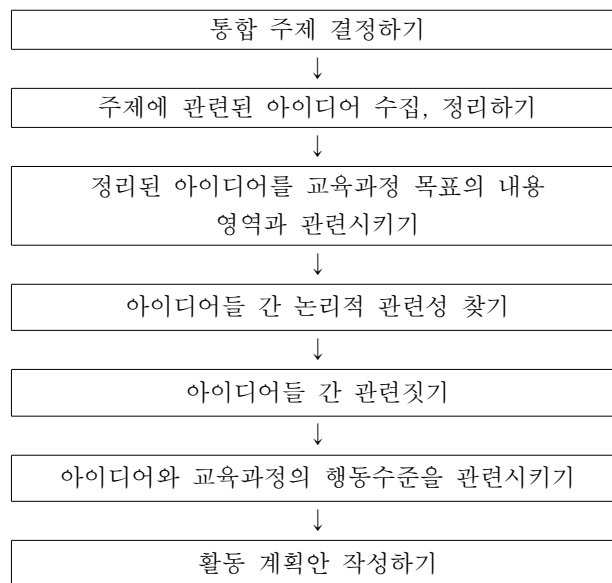 통합 주제 결정하기
↓
주제에 관련된 아이디어 수집, 정리하기
↓
정리된 아이디어를 교육과정 목표의 내용
영역과 관련시키기
↓
아이디어들 간 논리적 관련성 찾기
↓
아이디어들 간 관련짓기
↓
아이디어와 교육과정의 행동수준을 관련시키기
↓
활동 계획안 작성하기